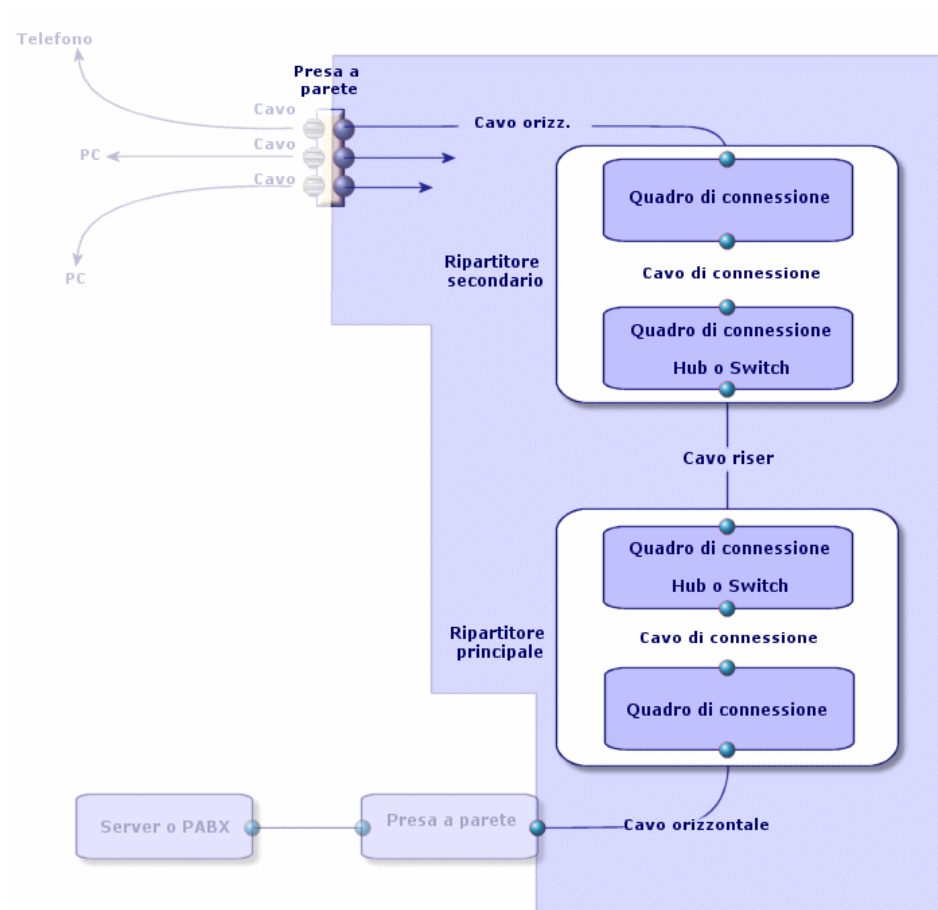 Telefono
Presa a
parete
Cavo
Cavo orizz.
Cavo
PC
Cavo
Quadro di connessione
Ripartitore
secondario
Cavo di connessione
PC
Quadro di connessione
Hub o Switch
Cavo riser
Quadro di connessione
Hub o Switch
Ripartitore
principale
Cavo di connessione
Quadro di connessione
Server o PABX
Presa a parete
Cavo orizzontale